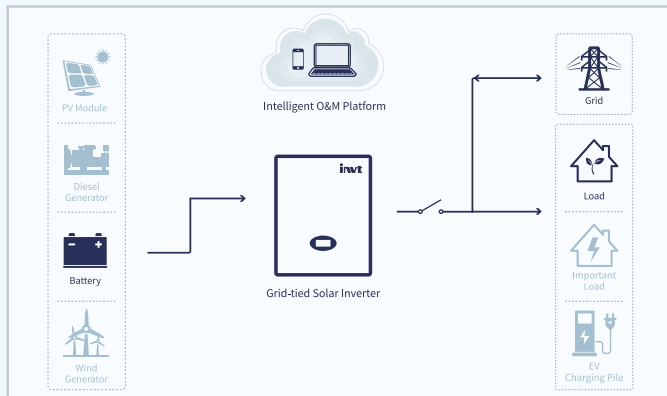 PV Module
Diesel
Generator
Battery
Wind
Generator
Intelligent O&M Platform
invt
Grid-tied Solar Inverter
Grid
Load
Important
Load
EV
Charging Pile